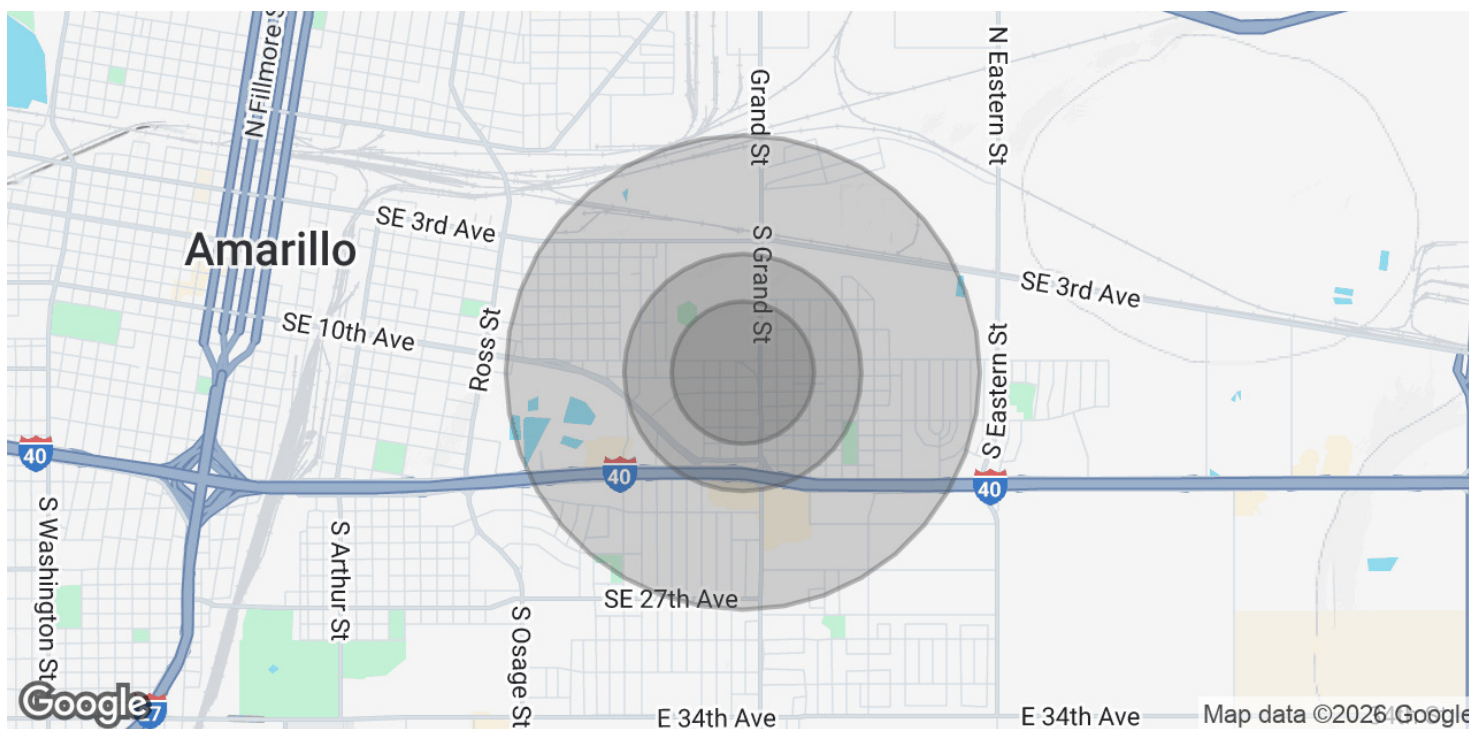 N Fillmore S
Grand St
N Eastern St
SE 3rd Ave
Amarillo
S Grand St
SE 3rd Ave
SE 10th Ave
Ross St
S Eastern St
40
40
40
S Washington St
S Arthur St
SE 27th Ave
S Osage St
Google
7
E 34th Ave
E 34th Ave
Map data ©2026 Google